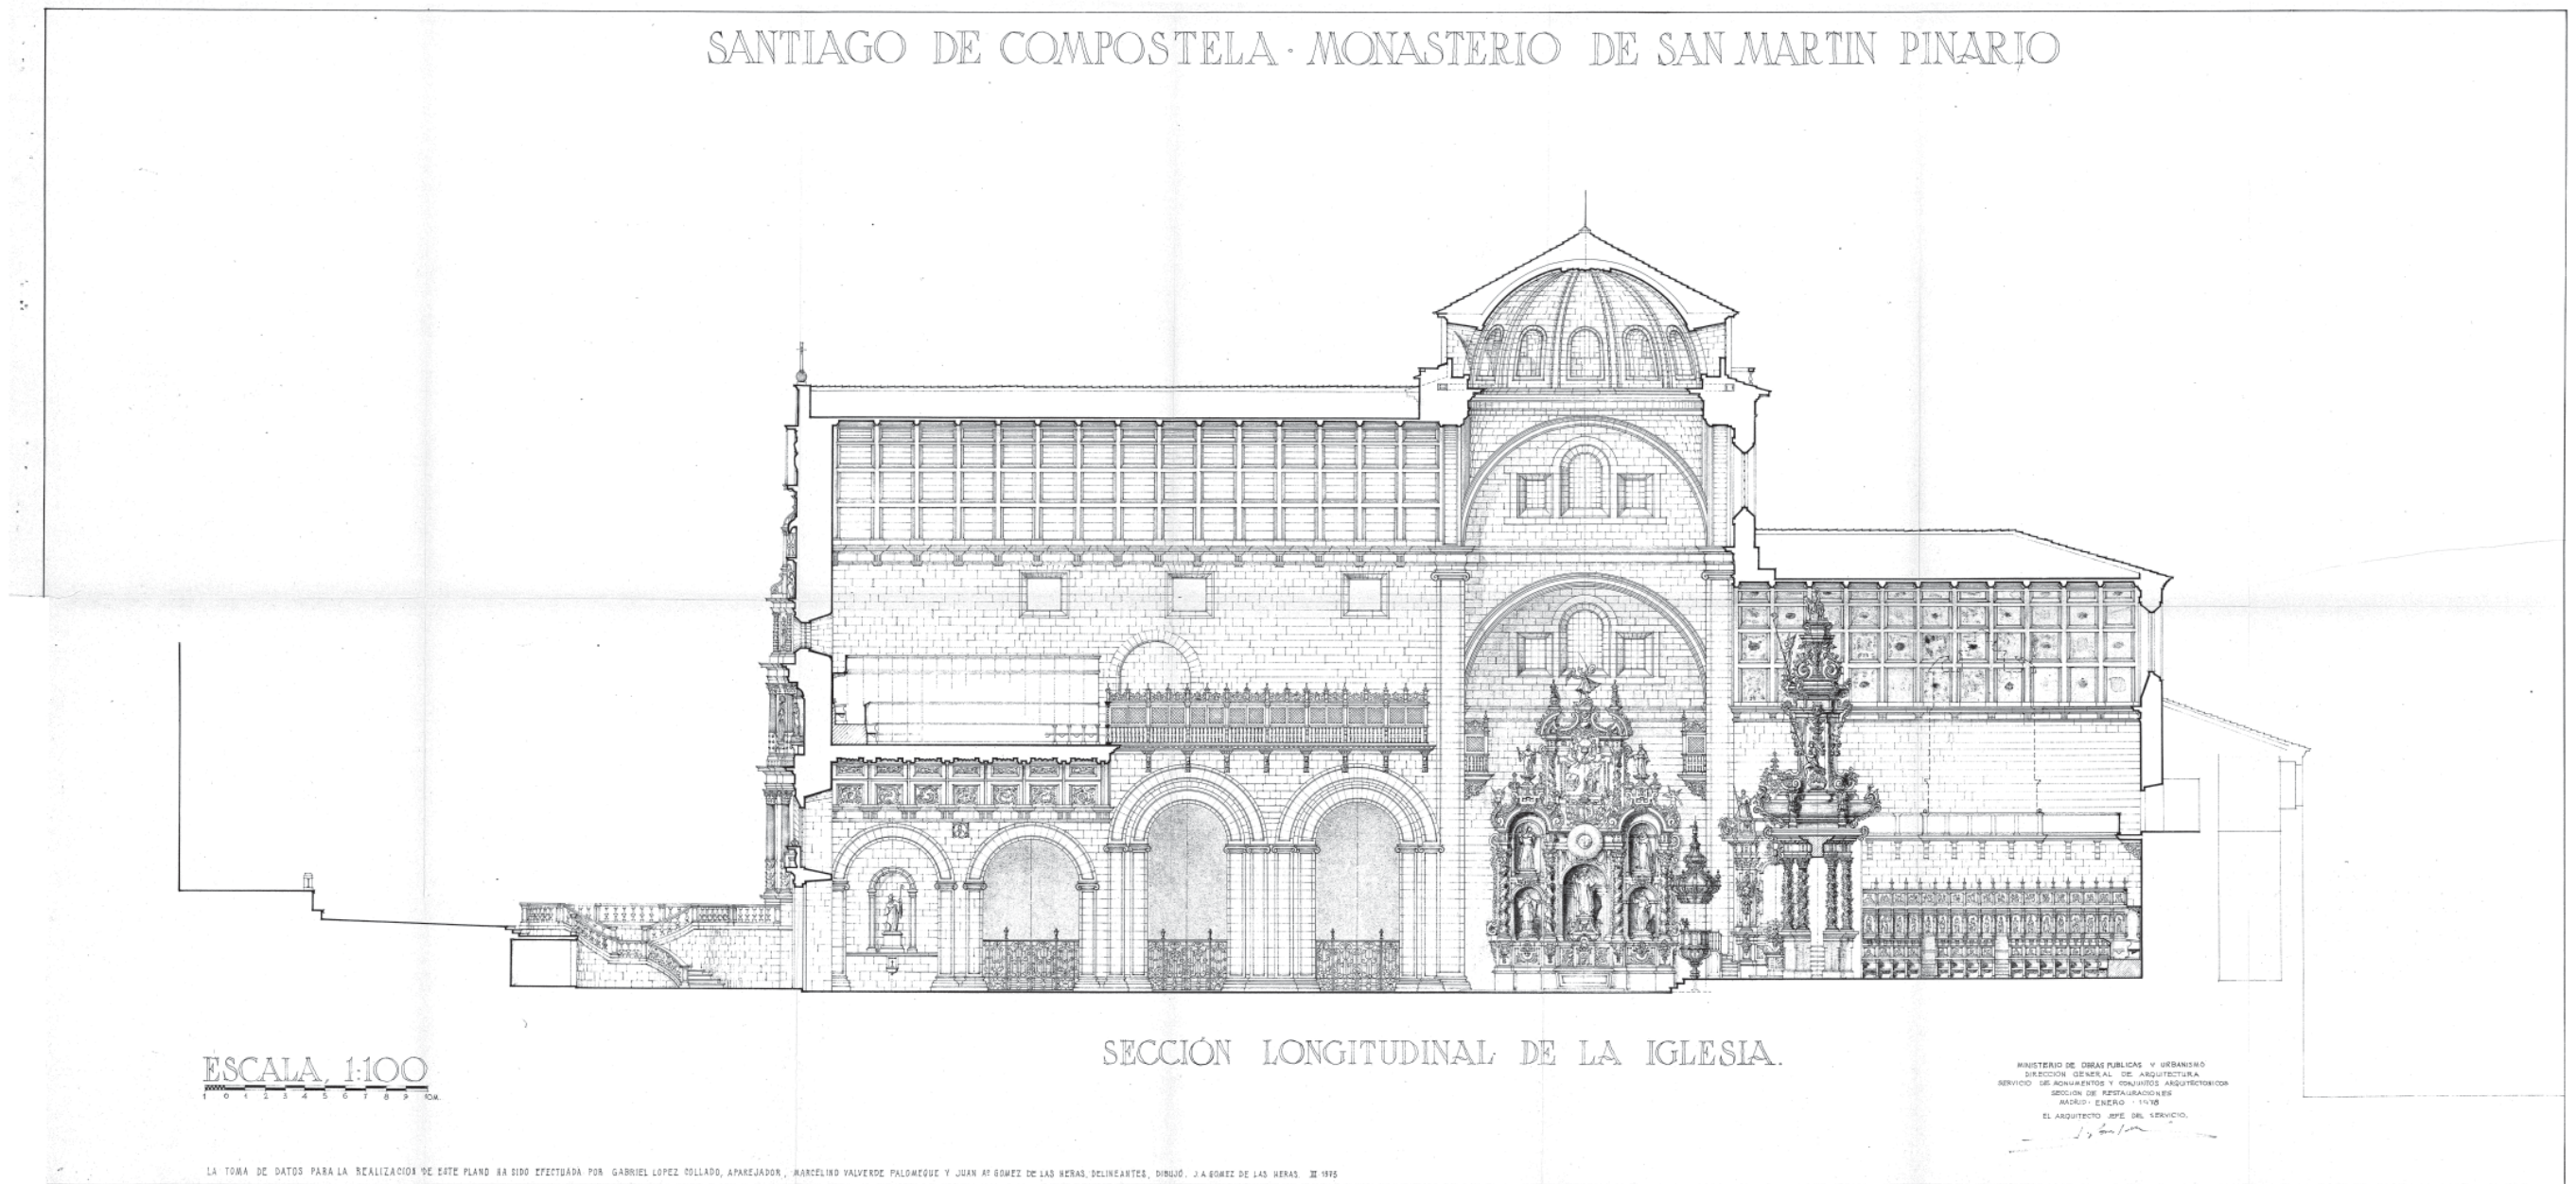 SANTIAGO DE COMPOSTELA · MONASTERIO DE SAN MARTIN PINARIO
SECCIÓN LONGITUDINAL DE LA IGLESIA.
ESCALA, 1:100
1 0 1 2 3 4 5 6 7 8 9 10M.
MINISTERIO DE OBRAS PUBLICAS Y URBANISMO
DIRECCION GENERAL DE ARQUITECTURA
SERVICIO DE MONUMENTOS Y CONJUNTOS ARQUITECTONICOS
SECCION DE RESTAURACIONES
MADRID - ENERO - 1978
EL ARQUITECTO JEFE DEL SERVICIO,
LA TOMA DE DATOS PARA LA REALIZACION DE ESTE PLANO HA SIDO EFECTUADA POR GABRIEL LOPEZ COLLADO, APAREJADOR, MARCELINO VALVERDE PALOMEQUE Y JUAN Aº GOMEZ DE LAS HERAS, DELINEANTES, DIBUJÓ. J.A GOMEZ DE LAS HERAS.